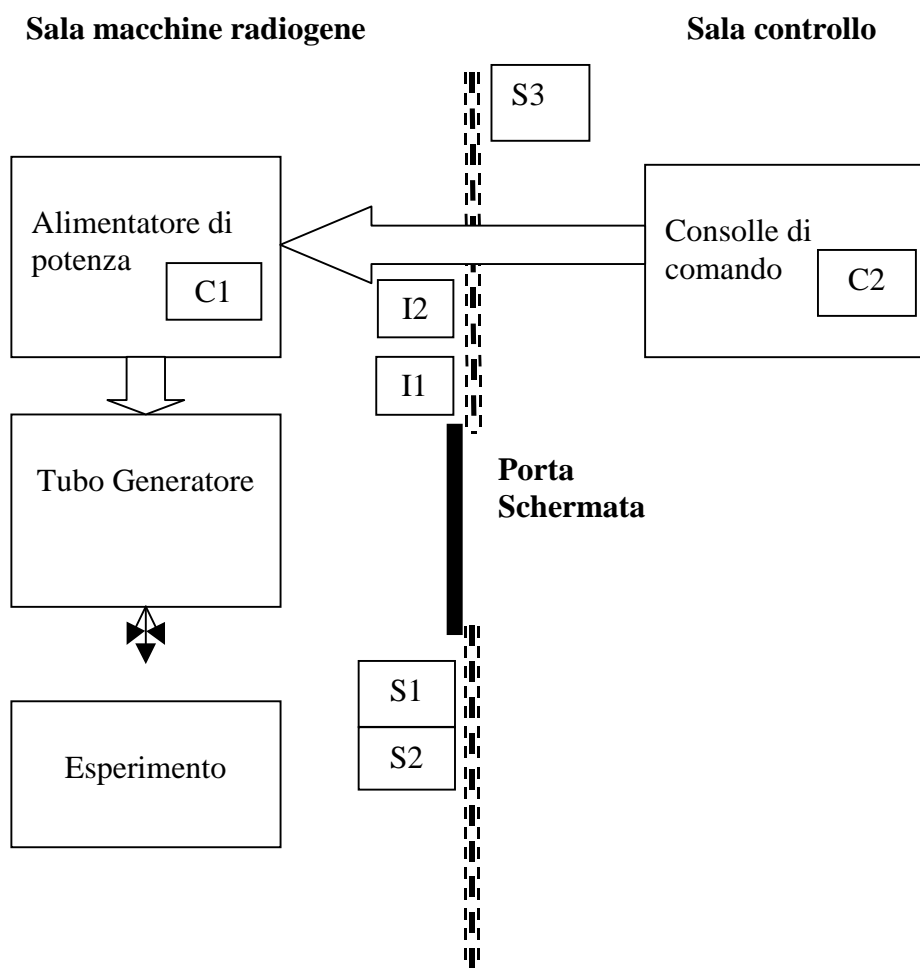 Sala macchine radiogene
Sala controllo
S3
Alimentatore di
potenza
C1
Consolle di
comando
C2
I2
I1
Tubo Generatore
Porta
Schermata
S1
S2
Esperimento